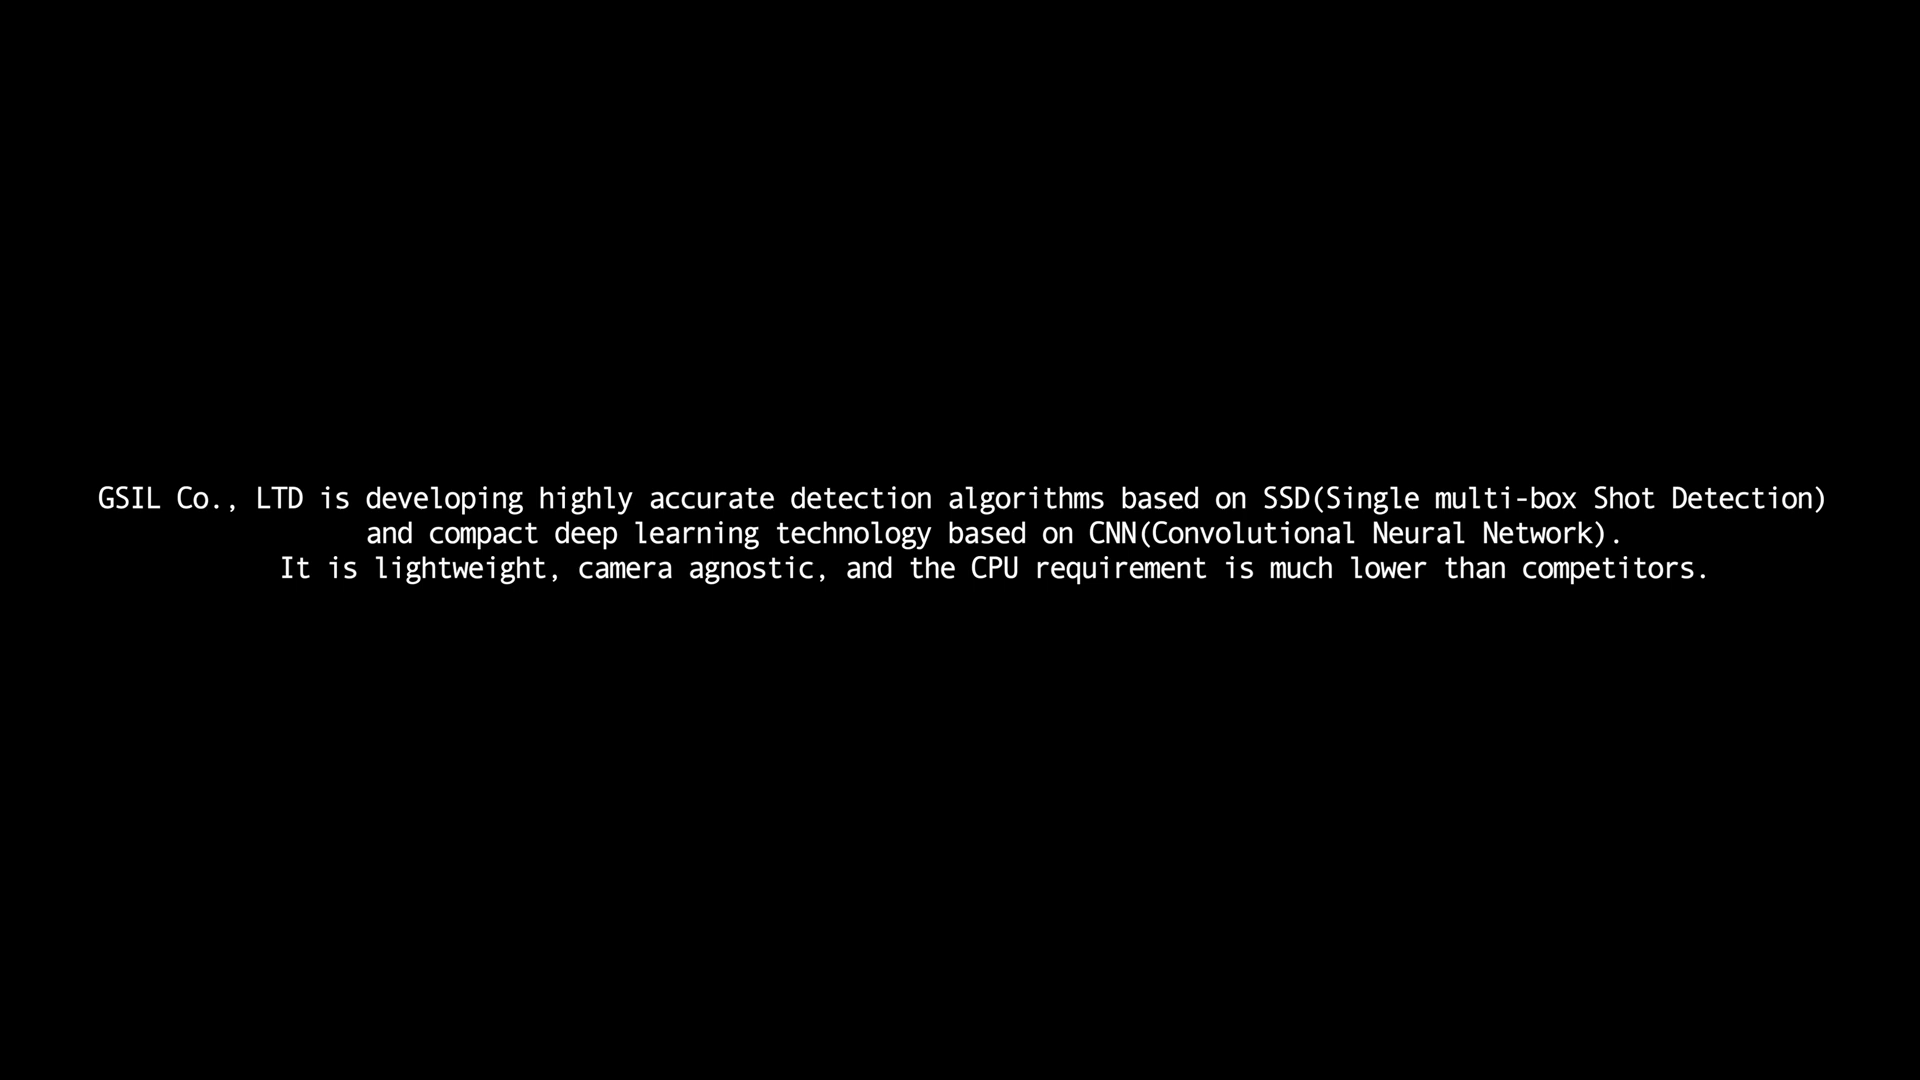 GSIL Co., LTD is developing highly accurate detection algorithms based on SSD(Single multi-box Shot Detection)
and compact deep learning technology based on CNN(Convolutional Neural Network).
It is lightweight, camera agnostic, and the CPU requirement is much lower than competitors.